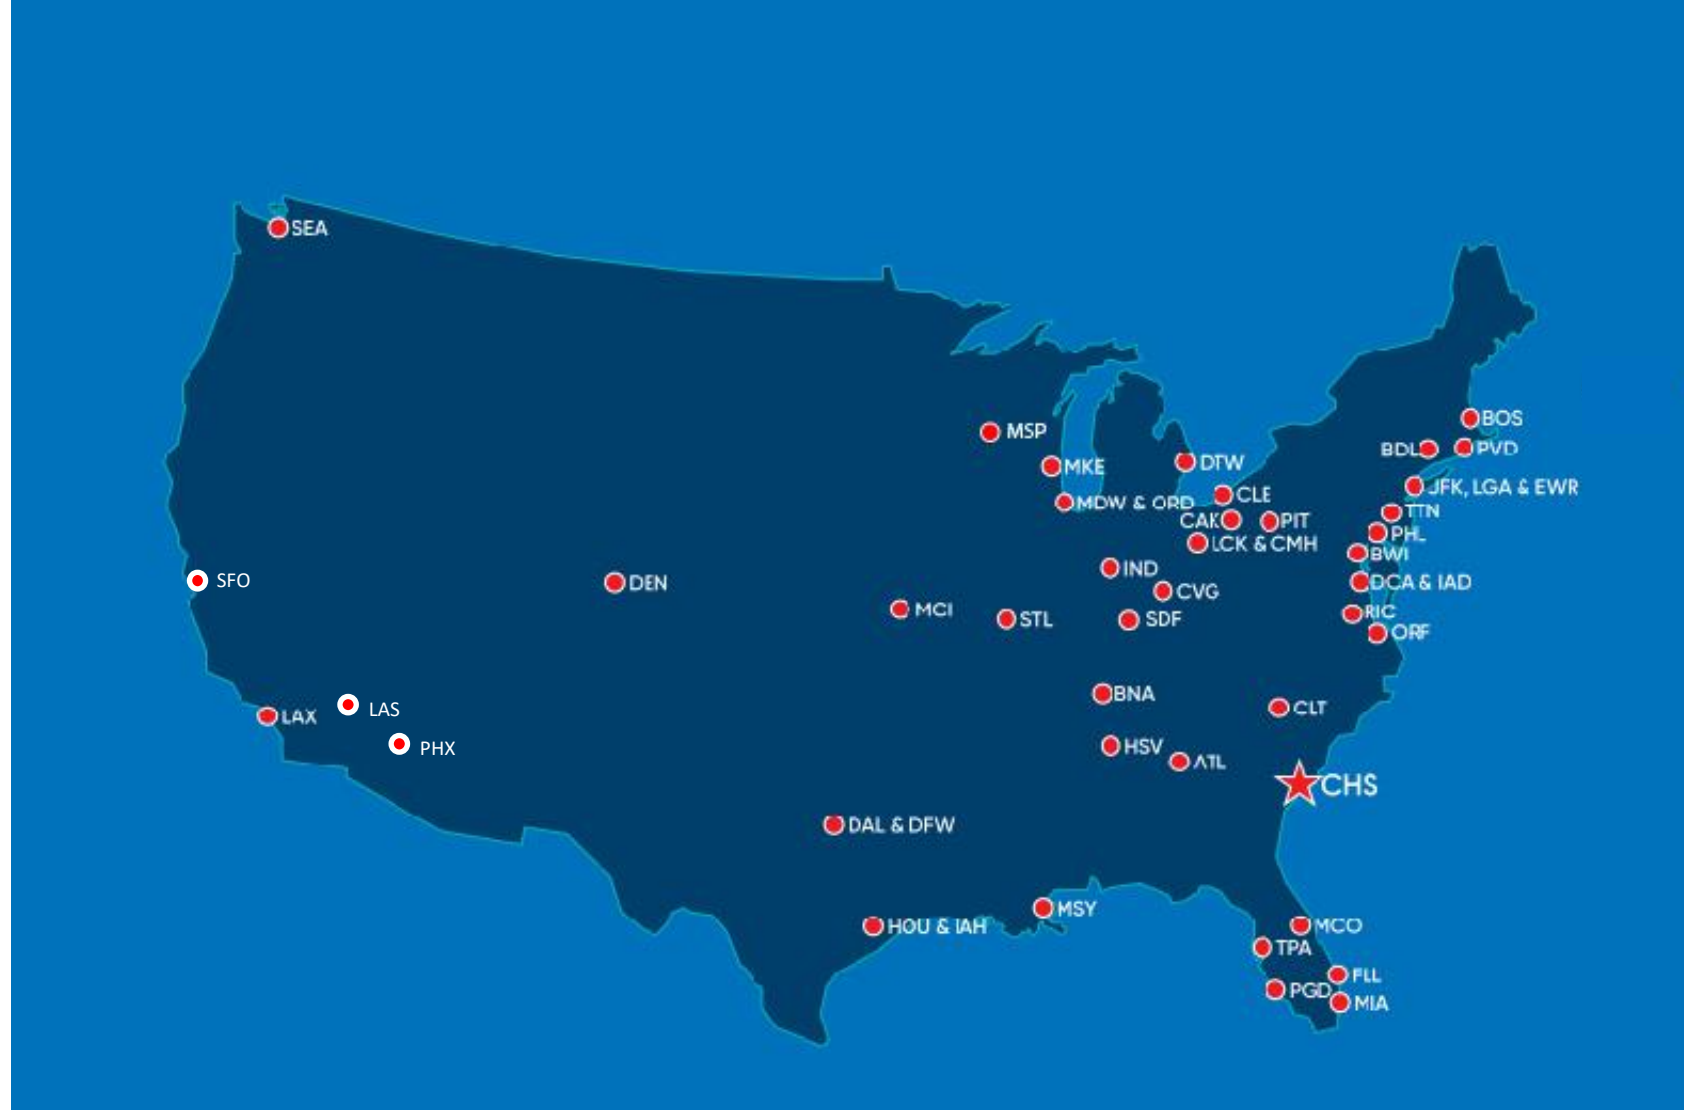 SEA
BOS
MSP
BDL
PVD
DTW
MKE
JFK, LGA & EWR
CLE
MDW & ORD
TTN
CAK
PIT
PHL
LCK & CMH
BWI
IND
SFO
DEN
DCA & IAD
CVG
MCI
RIC
STL
SDF
ORF
BNA
LAS
CLT
LAX
HSV
PHX
ATL
CHS
DAL & DFW
MSY
HOU & IAH
MCO
TPA
FLL
PGD
MIA